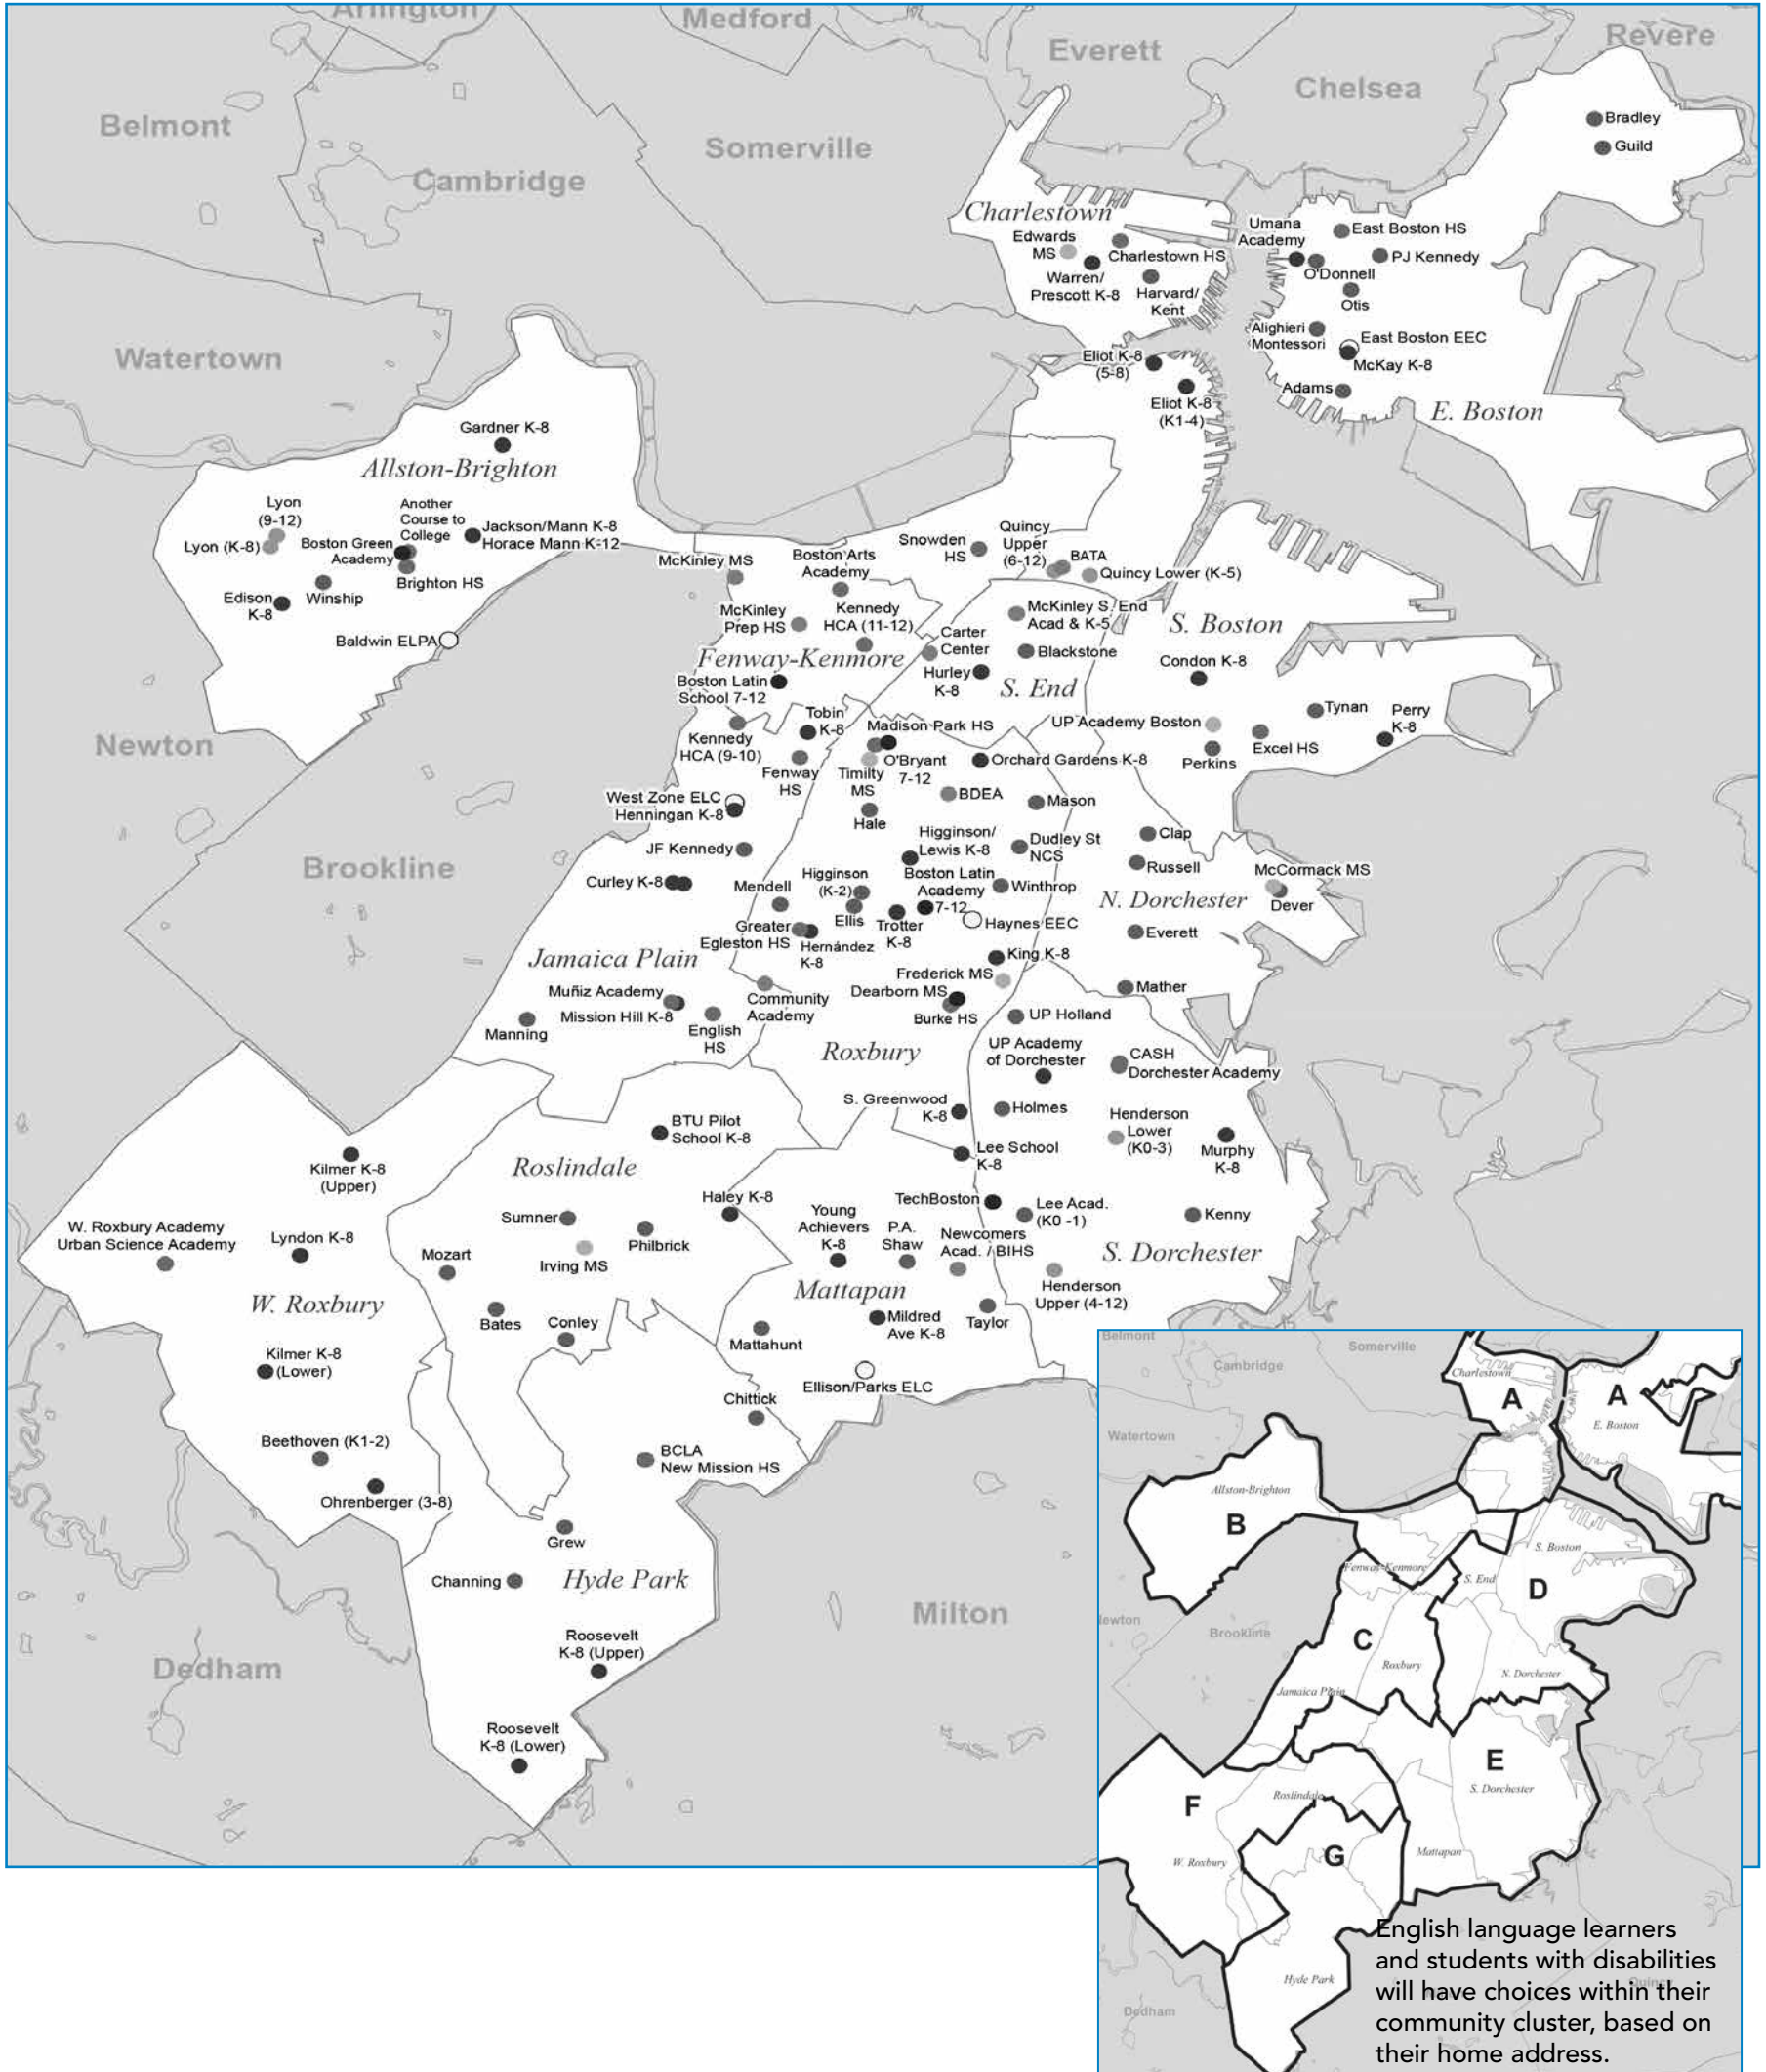 Arlington
Medford
Everett
Revere
Chelsea
Belmont
Somerville
Cambridge
Bradley
Guild
Charlestown
Edwards
MS
Charlestown HS
Warren/
Prescott K-8
Harvard/
Kent
Umana
Academy
East Boston HS
PJ Kennedy
O'Donnell
Otis
Alighieri
Montessori
East Boston EEC
McKay K-8
Adams
E. Boston
Eliot K-8
(5-8)
Eliot K-8
(K1-4)
Watertown
Gardner K-8
Allston-Brighton
Lyon
(9-12)
Lyon (K-8)
Another
Course to
College
Boston Green
Academy
Jackson/Mann K-8
Horace Mann K-12
Brighton HS
Winship
Edison
K-8
Baldwin ELPA
McKinley MS
Boston Arts
Academy
Snowden
HS
Quincy
Upper
(6-12)
BATA
Quincy Lower (K-5)
McKinley
Prep HS
Kennedy
HCA (11-12)
McKinley S. End
Acad & K-5
Carter
Center
Blackstone
S. Boston
Fenway-Kenmore
Hurley
K-8
S. End
Condon K-8
Boston Latin
School 7-12
Newton
Tobin
K-8
Madison Park HS
UP Academy Boston
Tynan
Perry
K-8
Kennedy
HCA (9-10)
Fenway
HS
Timilty
MS
O'Bryant
7-12
Orchard Gardens K-8
Perkins
Excel HS
West Zone ELC
Henningan K-8
BDEA
Mason
Hale
JF Kennedy
Higginson/
Lewis K-8
Dudley St
NCS
Clap
Russell
Brookline
Curley K-8
Mendell
Higginson
(K-2)
Boston Latin
Academy
7-12
Winthrop
McCormack MS
Dever
N. Dorchester
Ellis
Trotter
K-8
Haynes EEC
Greater
Egleston HS
Hernández
K-8
Everett
Jamaica Plain
King K-8
Frederick MS
Mather
Muñiz Academy
Mission Hill K-8
Community
Academy
Dearborn MS
Burke HS
UP Holland
Manning
English
HS
Roxbury
UP Academy
of Dorchester
CASH
Dorchester Academy
S. Greenwood
K-8
Holmes
Henderson
Lower
(K0-3)
Murphy
K-8
BTU Pilot
School K-8
Lee School
K-8
Kilmer K-8
(Upper)
Roslindale
Haley K-8
TechBoston
Lee Acad.
(K0 -1)
Kenny
W. Roxbury Academy
Urban Science Academy
Lyndon K-8
Sumner
Philbrick
Irving MS
Mozart
Young
Achievers
K-8
P.A.
Shaw
Newcomers
Acad. / BIHS
S. Dorchester
Mattapan
Henderson
Upper (4-12)
W. Roxbury
Bates
Conley
Mildred
Ave K-8
Taylor
Mattahunt
Kilmer K-8
(Lower)
Ellison/Parks ELC
Chittick
Beethoven (K1-2)
BCLA
New Mission HS
Ohrenberger (3-8)
Grew
Channing
Hyde Park
Milton
Roosevelt
K-8 (Upper)
Dedham
Roosevelt
K-8 (Lower)
Belmont
Somerville
Cambridge
Charlestown
A
A
E. Boston
Watertown
Allston-Brighton
B
S. Boston
Fenway-Kenmore
S. End
D
ewton
Brookline
C
Roxbury
N. Dorchester
Jamaica Plain
E
S. Dorchester
F
Roslindale
G
W. Roxbury
Mattapan
Hyde Park
Dedham
Quincy
English language learners
and students with disabilities
will have choices within their
community cluster, based on
their home address.